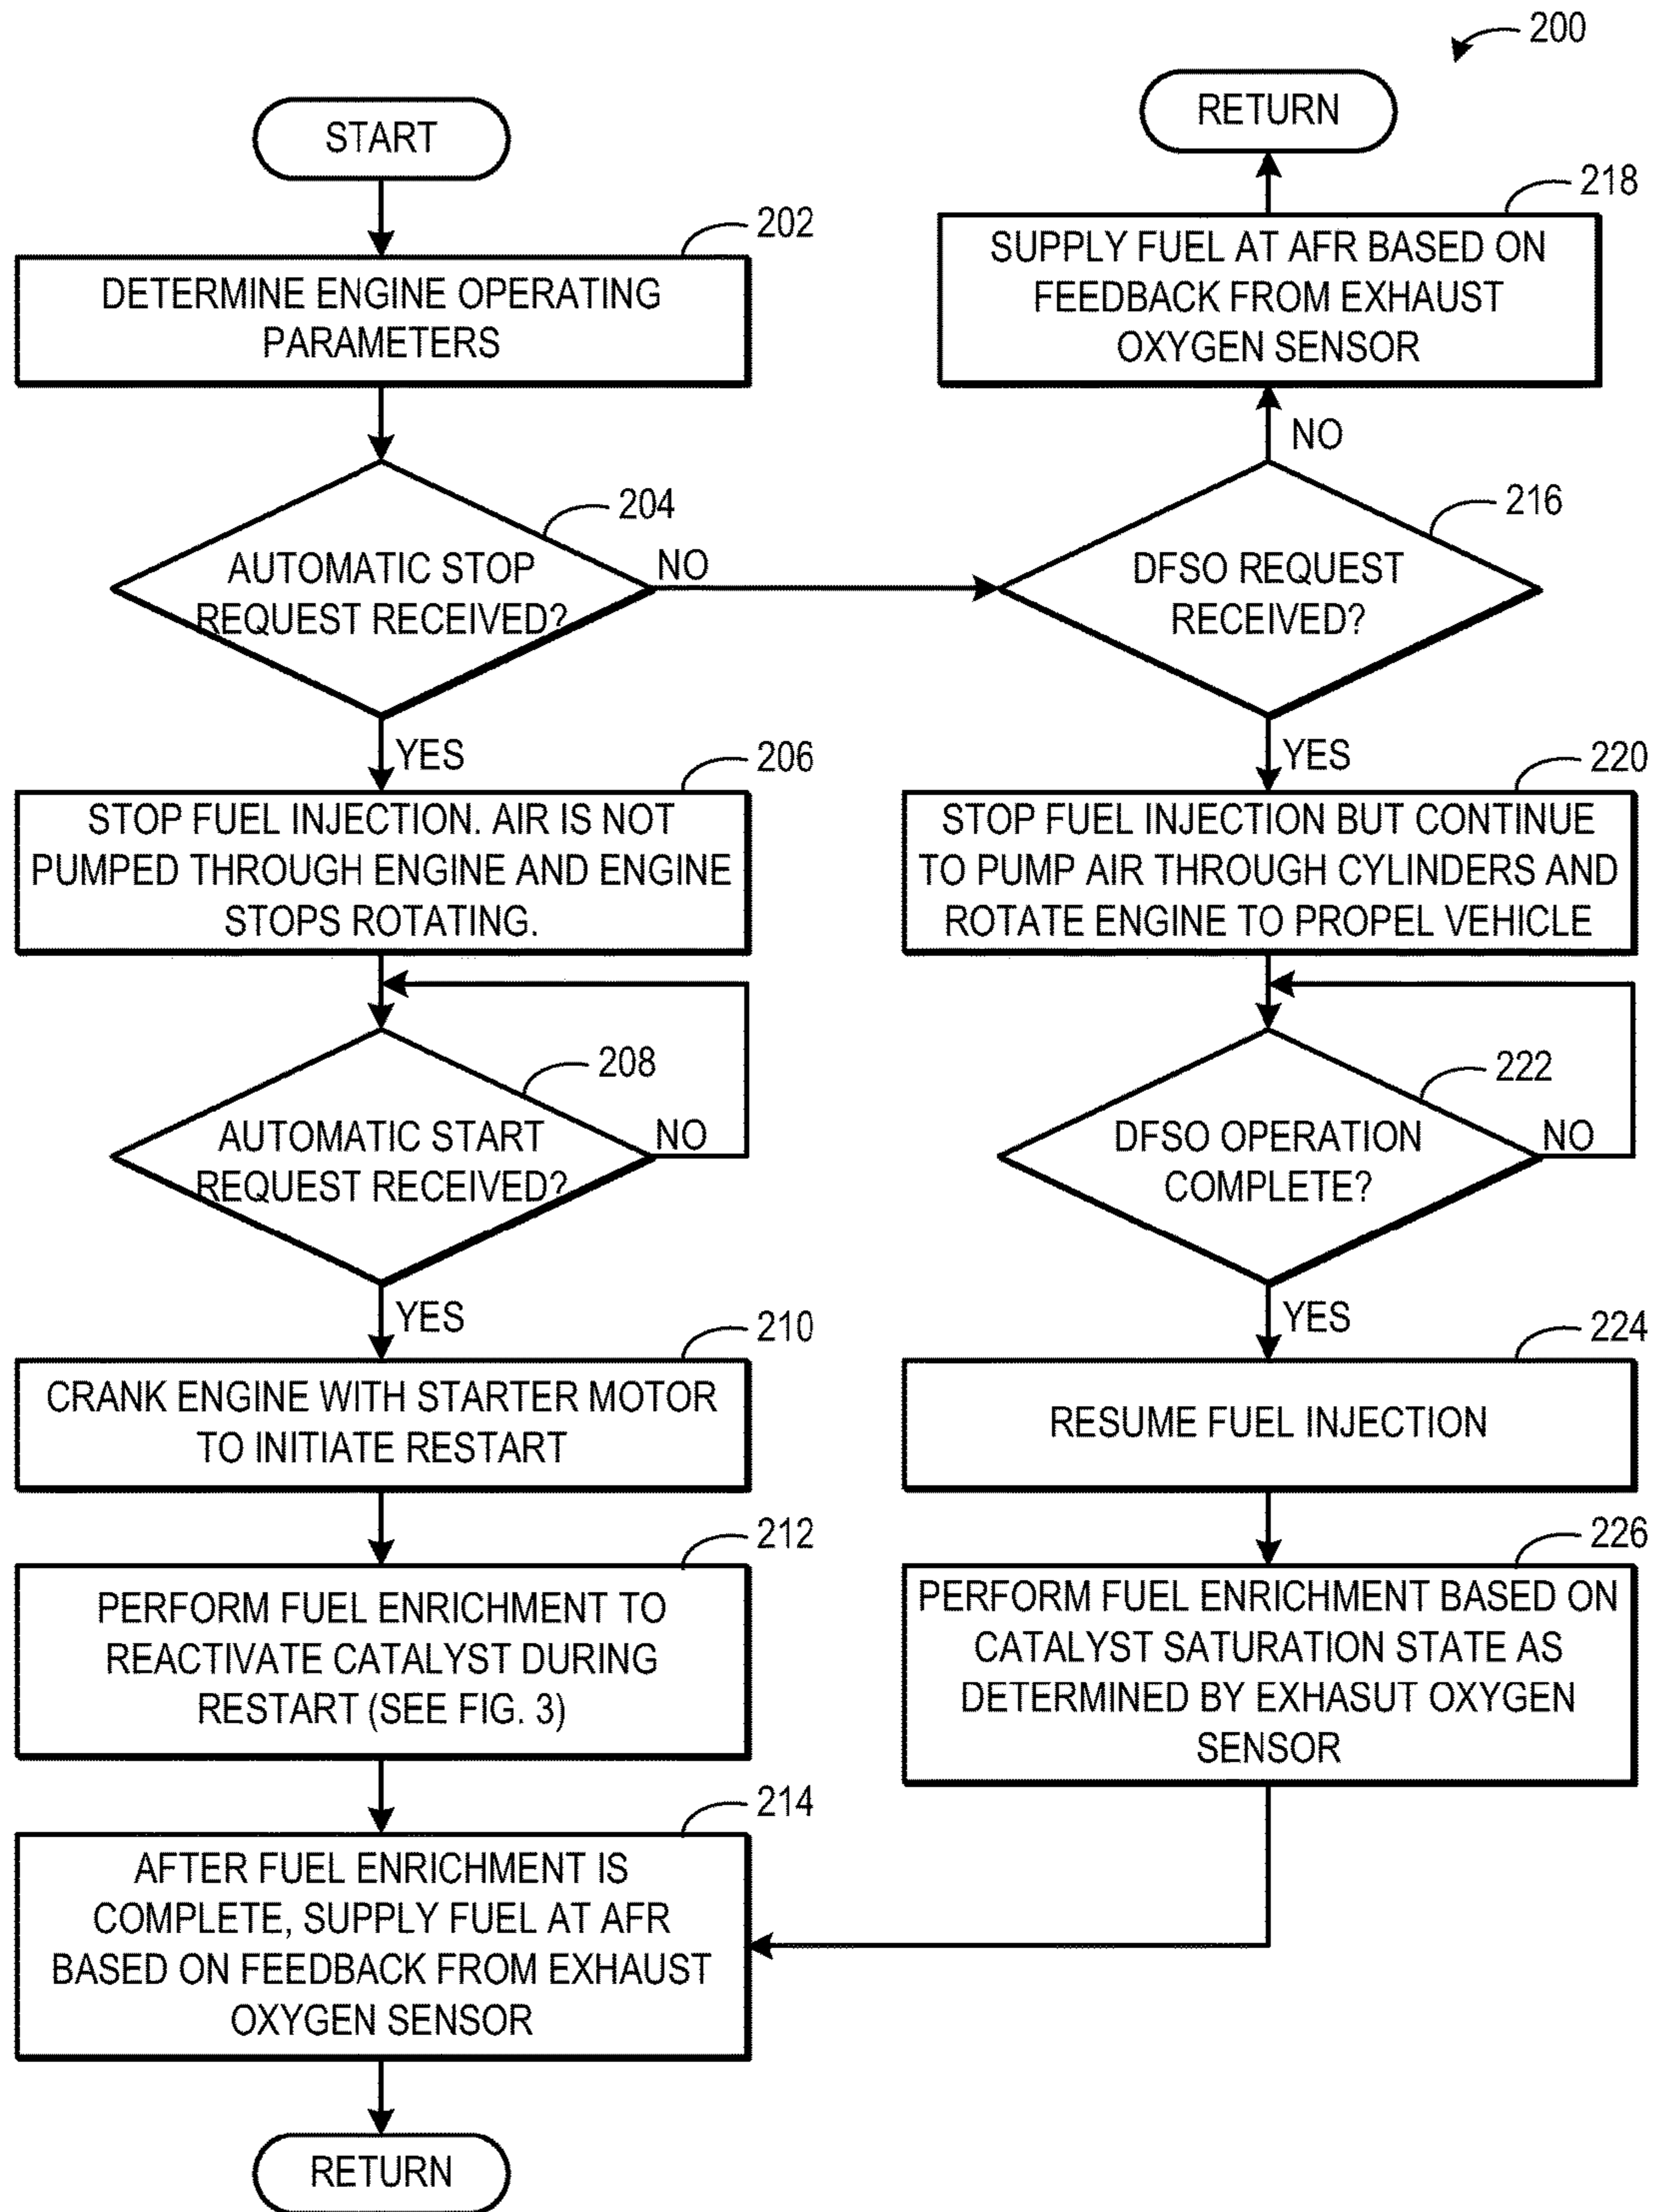 200
START
202
DETERMINE ENGINE OPERATING
PARAMETERS
204
AUTOMATIC STOP
REQUEST RECEIVED?
NO
YES
206
STOP FUEL INJECTION. AIR IS NOT
PUMPED THROUGH ENGINE AND ENGINE
STOPS ROTATING.
208
AUTOMATIC START
REQUEST RECEIVED?
NO
YES
210
CRANK ENGINE WITH STARTER MOTOR
TO INITIATE RESTART
212
PERFORM FUEL ENRICHMENT TO
REACTIVATE CATALYST DURING
RESTART (SEE FIG. 3)
214
AFTER FUEL ENRICHMENT IS
COMPLETE, SUPPLY FUEL AT AFR
BASED ON FEEDBACK FROM EXHAUST
OXYGEN SENSOR
RETURN
RETURN
218
SUPPLY FUEL AT AFR BASED ON
FEEDBACK FROM EXHAUST
OXYGEN SENSOR
NO
216
DFSO REQUEST
RECEIVED?
YES
220
STOP FUEL INJECTION BUT CONTINUE
TO PUMP AIR THROUGH CYLINDERS AND
ROTATE ENGINE TO PROPEL VEHICLE
222
DFSO OPERATION
COMPLETE?
NO
YES
224
RESUME FUEL INJECTION
226
PERFORM FUEL ENRICHMENT BASED ON
CATALYST SATURATION STATE AS
DETERMINED BY EXHASUT OXYGEN
SENSOR